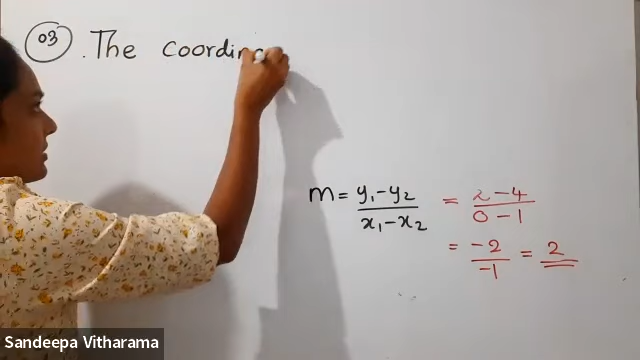 03 . The coordin
m = y₁-y₂ / x₁-x₂ = 2-4 / 0-1
= -2 / -1 = 2
Sandeepa Vitharama